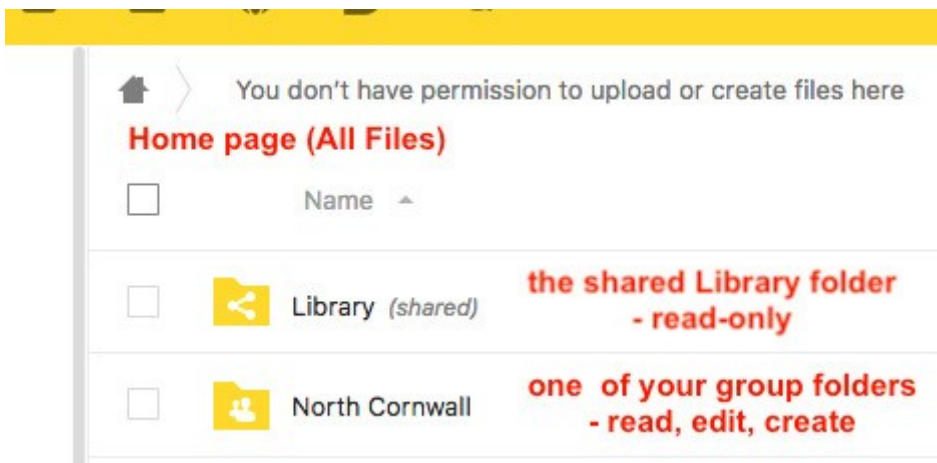 You don't have permission to upload or create files here
Home page (All Files)
Name
the shared Library folder
Library (shared)
- read-only
one of your group folders
North Cornwall
- read, edit, create